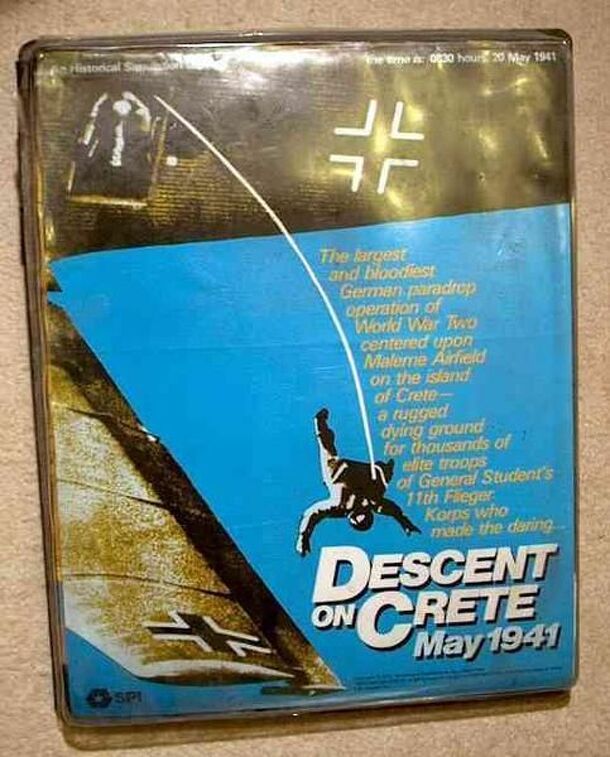 Historical Simulation
the time is: 0830 hours, 20 May 1941
The largest
and bloodiest
German paradrop
operation of
World War Two
centered upon
Maleme Airfield
on the island
of Crete—
a rugged
dying ground
for thousands of
elite troops
of General Student's
11th Flieger
Korps who
made the daring...
DESCENT
ON CRETE
May 1941
SPI